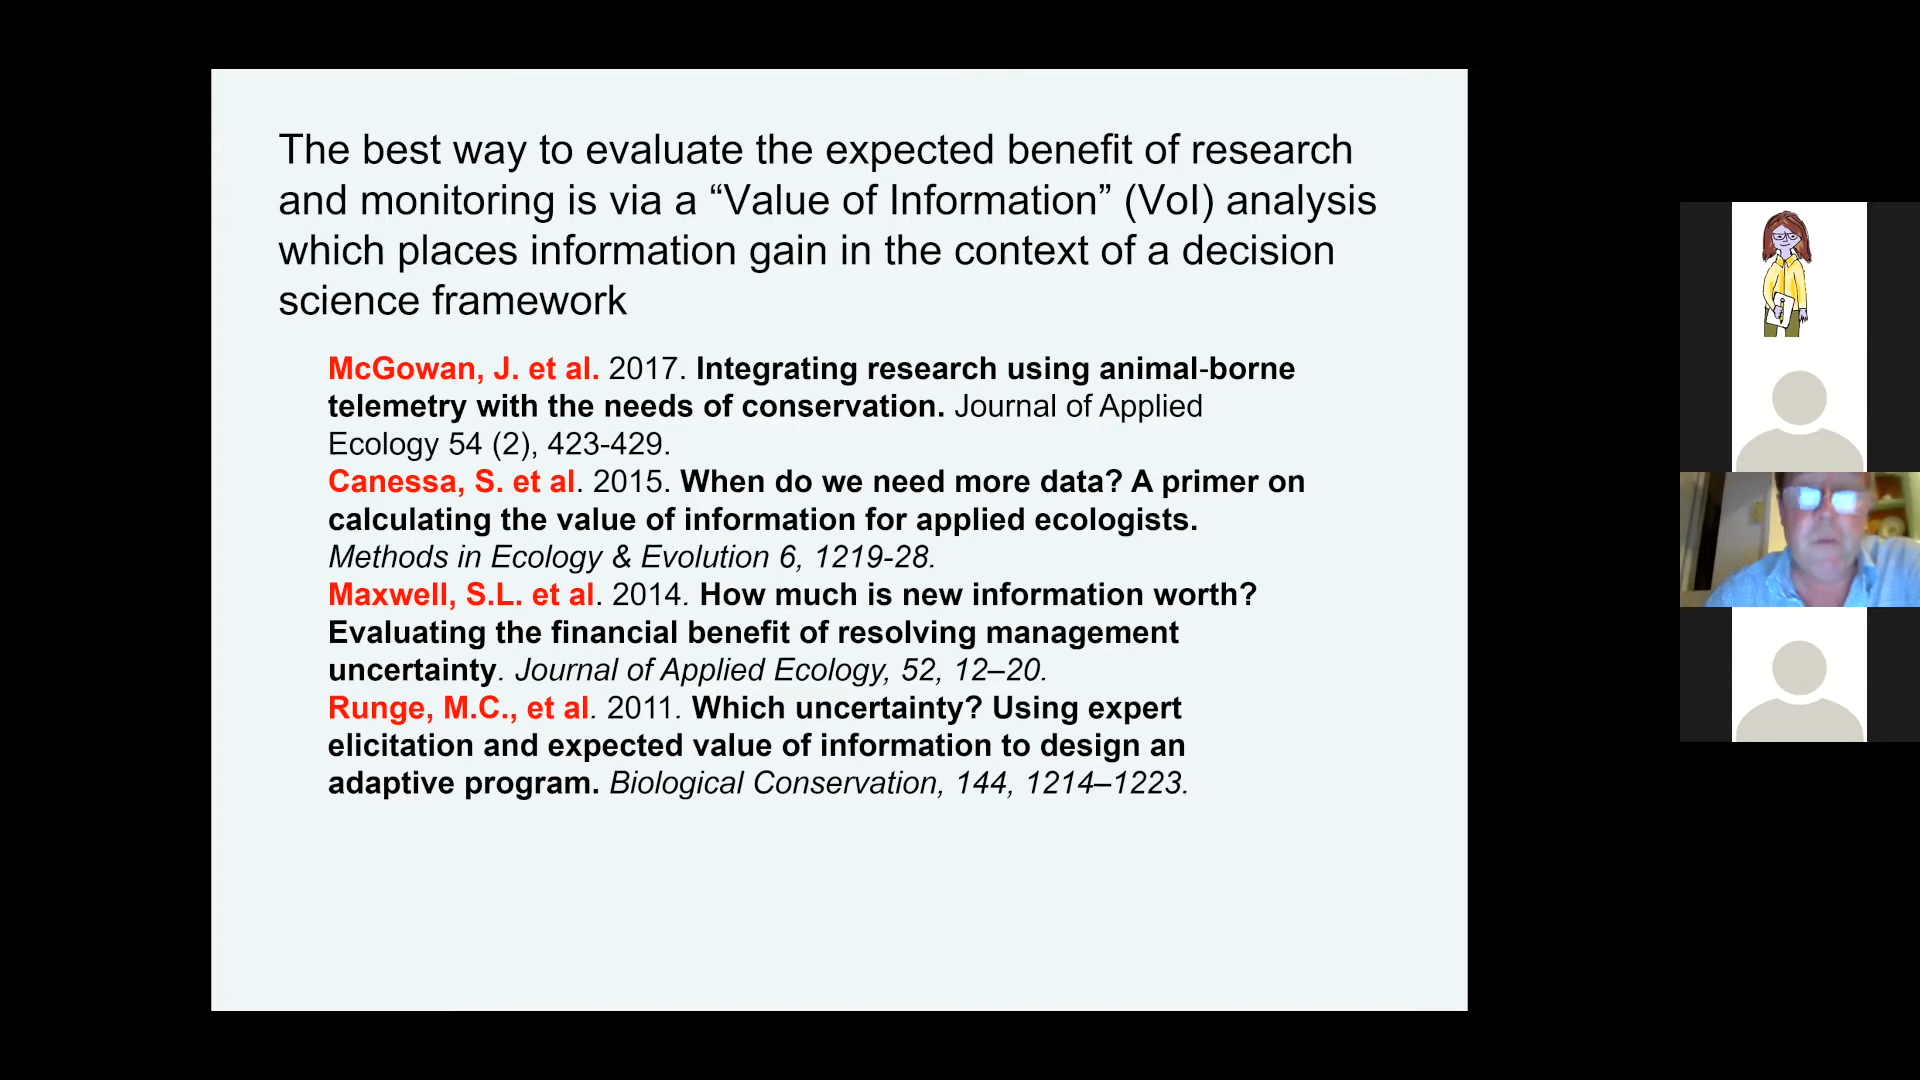 The best way to evaluate the expected benefit of research
and monitoring is via a “Value of Information” (VoI) analysis
which places information gain in the context of a decision
science framework
McGowan, J. et al. 2017. Integrating research using animal-borne
telemetry with the needs of conservation. Journal of Applied
Ecology 54 (2), 423-429.
Canessa, S. et al. 2015. When do we need more data? A primer on
calculating the value of information for applied ecologists.
Methods in Ecology & Evolution 6, 1219-28.
Maxwell, S.L. et al. 2014. How much is new information worth?
Evaluating the financial benefit of resolving management
uncertainty. Journal of Applied Ecology, 52, 12–20.
Runge, M.C., et al. 2011. Which uncertainty? Using expert
elicitation and expected value of information to design an
adaptive program. Biological Conservation, 144, 1214–1223.